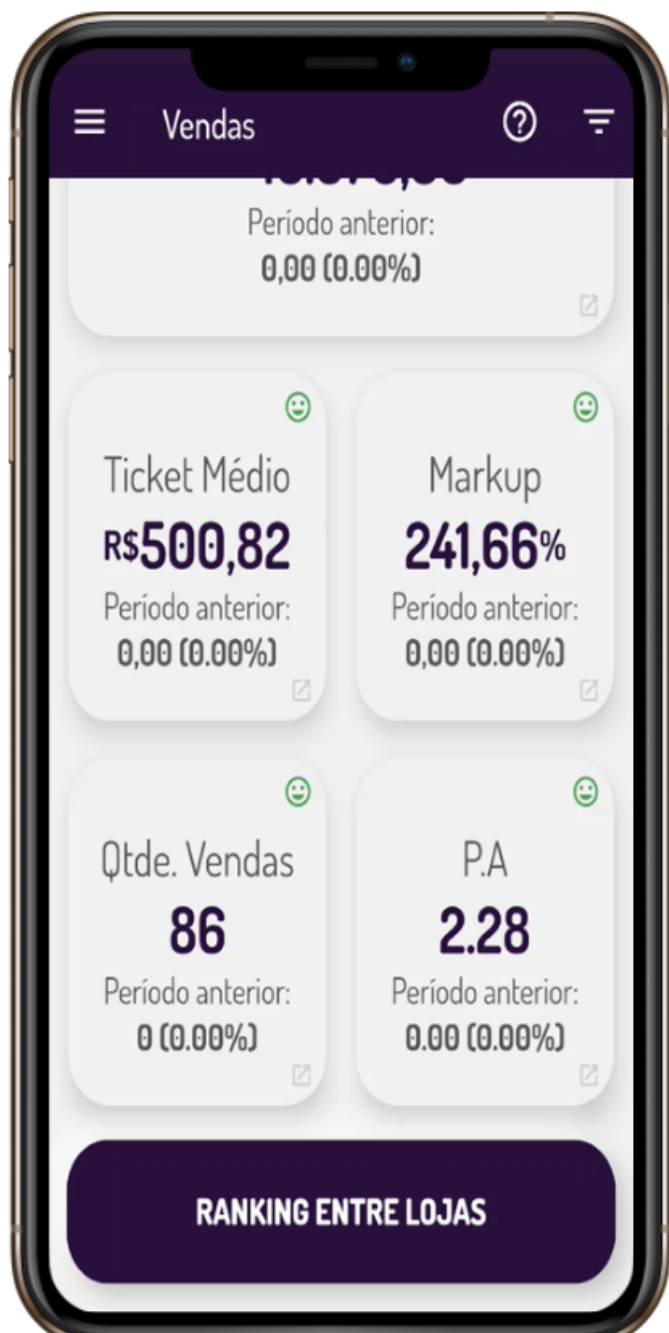 Vendas
Período anterior:
0,00 (0.00%)
Ticket Médio
R$500,82
Período anterior:
0,00 (0.00%)
Markup
241,66%
Período anterior:
0,00 (0.00%)
Qtde. Vendas
86
Período anterior:
0 (0.00%)
P.A
2.28
Período anterior:
0.00 (0.00%)
RANKING ENTRE LOJAS